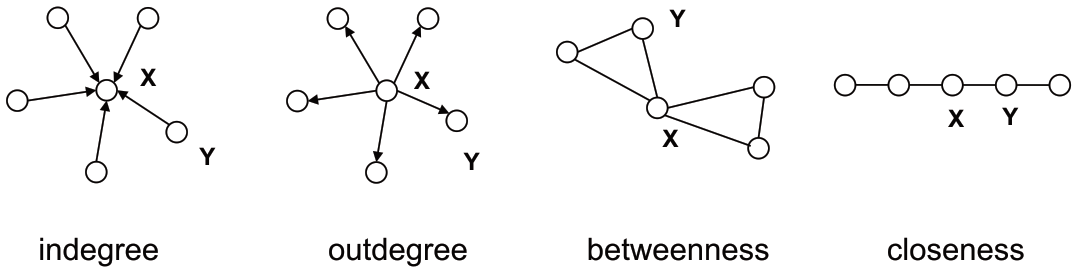 X
Y
indegree
X
Y
outdegree
Y
X
betweenness
X Y
closeness